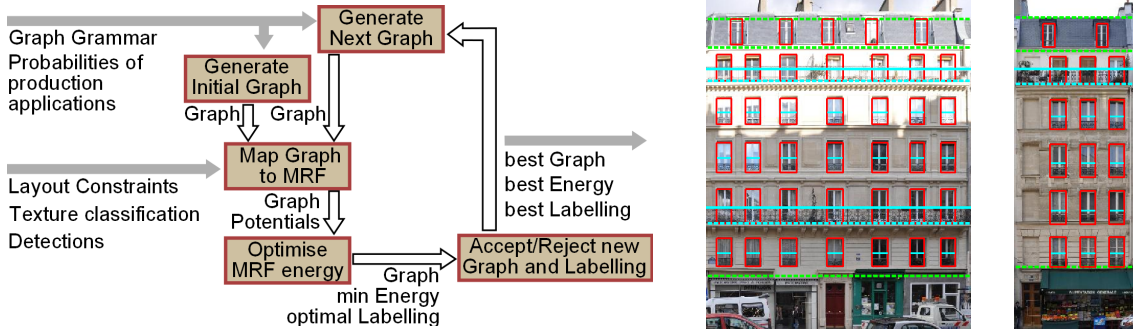 Graph Grammar
Probabilities of
production
applications
Generate
Next Graph
Generate
Initial Graph
Graph
Graph
Map Graph
to MRF
Layout Constraints
Texture classification
Detections
Graph
Potentials
Optimise
MRF energy
Graph
min Energy
optimal Labelling
Accept/Reject new
Graph and Labelling
best Graph
best Energy
best Labelling
ALIMENTATION GENERALE